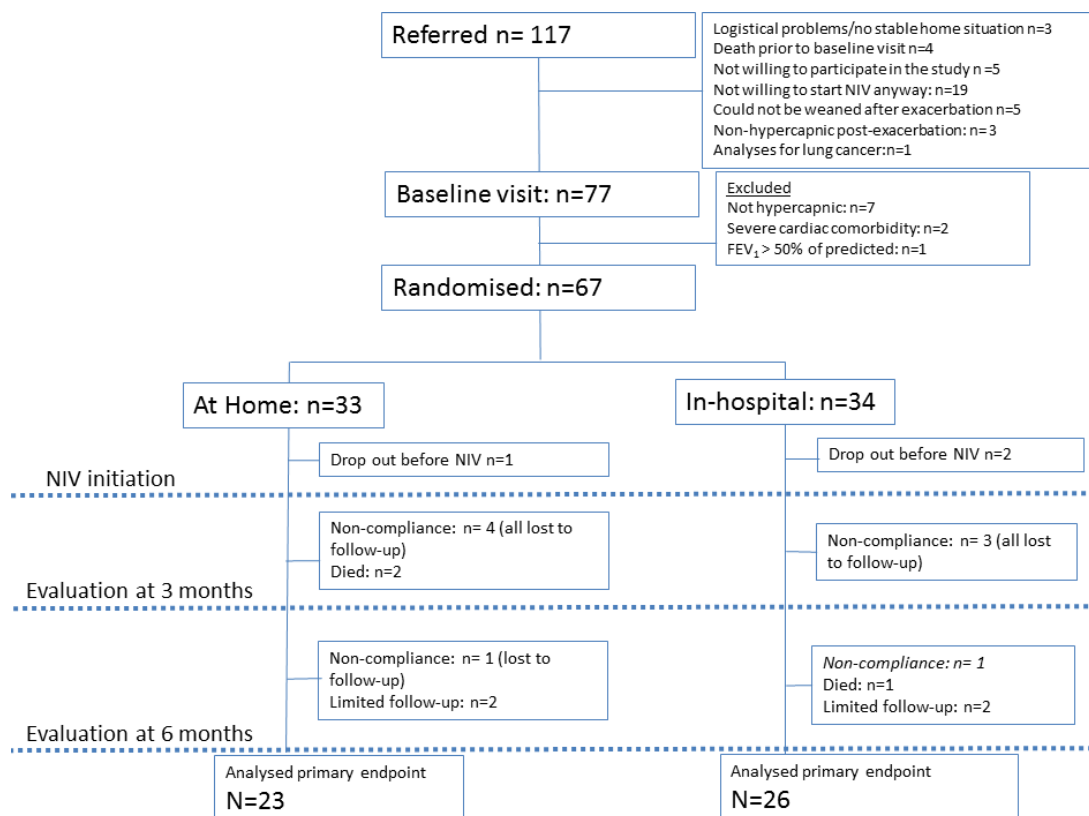 Referred n= 117
Logistical problems/no stable home situation n=3
Death prior to baseline visit n=4
Not willing to participate in the study n =5
Not willing to start NIV anyway: n=19
Could not be weaned after exacerbation n=5
Non-hypercapnic post-exacerbation: n=3
Analyses for lung cancer:n=1
Baseline visit: n=77
Excluded
Not hypercapnic: n=7
Severe cardiac comorbidity: n=2
FEV₁ > 50% of predicted: n=1
Randomised: n=67
At Home: n=33
In-hospital: n=34
Drop out before NIV n=1
Drop out before NIV n=2
NIV initiation
Non-compliance: n= 4 (all lost
to follow-up)
Died: n=2
Non-compliance: n= 3 (all lost
to follow-up)
Evaluation at 3 months
Non-compliance: n= 1 (lost to
follow-up)
Limited follow-up: n=2
Non-compliance: n= 1
Died: n=1
Limited follow-up: n=2
Evaluation at 6 months
Analysed primary endpoint
N=23
Analysed primary endpoint
N=26